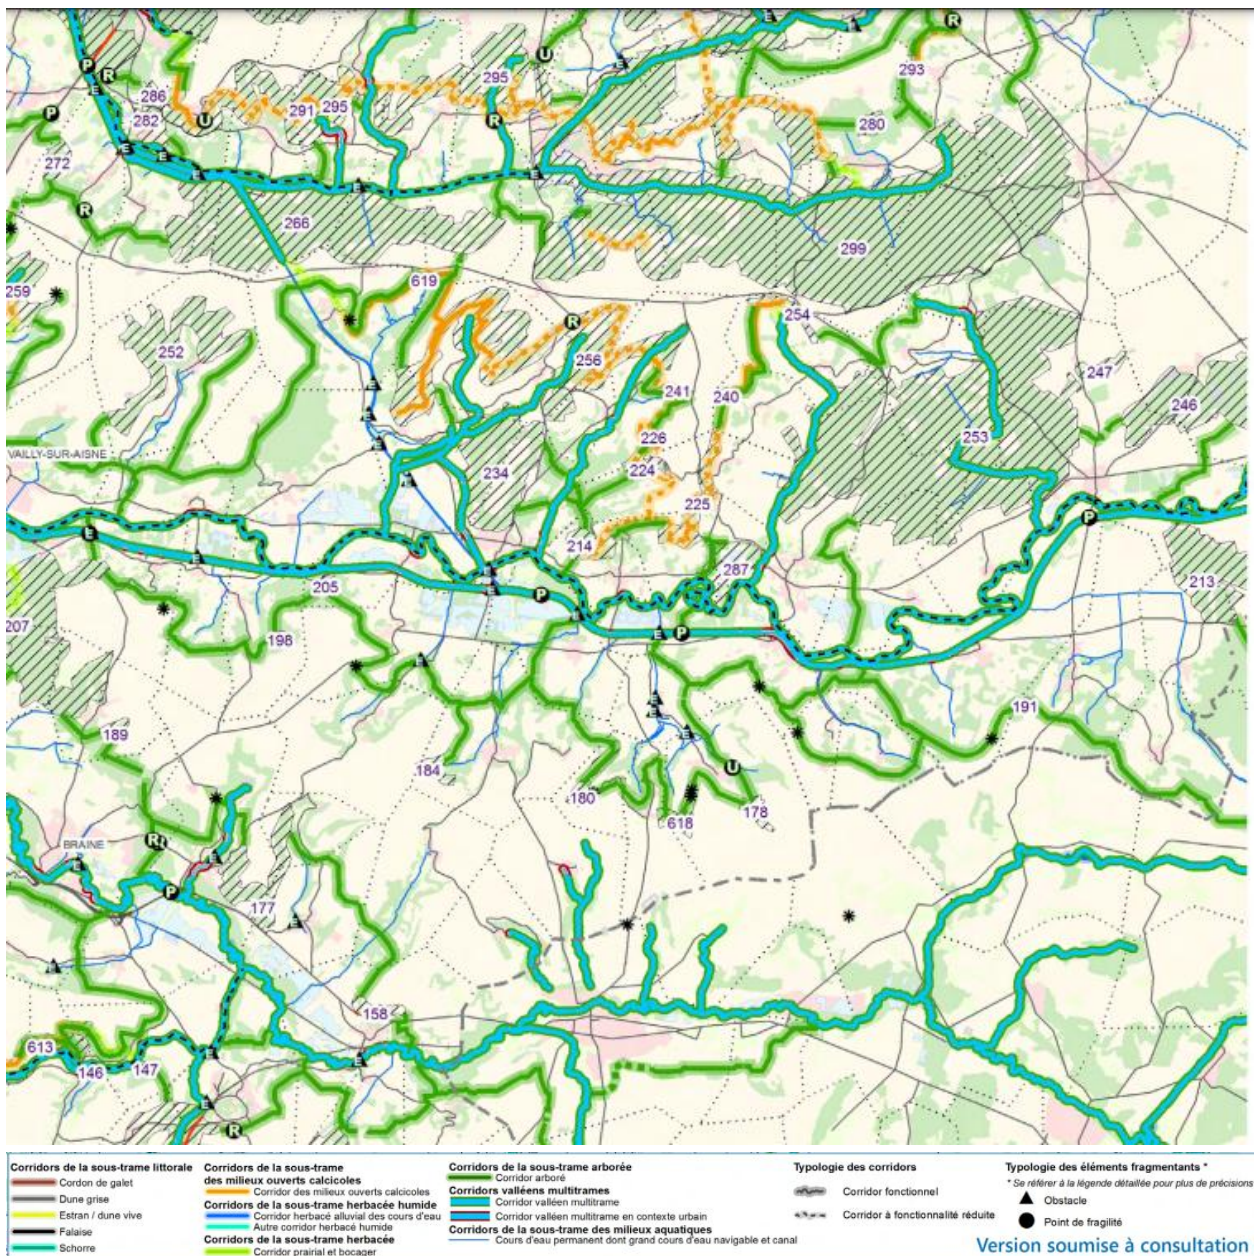 P
R
E
286
282
U
291
295
295
U
R
E
E
E
R
293
280
P
272
E
E
E
E
E
R
266
299
259
619
R
254
252
256
247
241
240
246
E
E
E
E
226
253
224
VAILLY-SUR-AISNE
234
225
P
214
E
E
205
E
E
P
E
287
213
207
198
E
E
P
191
189
E
E
E
184
180
U
178
618
R
BRAINE
E
E
P
177
E
E
158
613
146
147
E
E
E
R
Corridors de la sous-trame littorale
Cordon de galet
Dune grise
Estran / dune vive
Falaise
Schorre
Corridors de la sous-trame
des milieux ouverts calcicoles
Corridor des milieux ouverts calcicoles
Corridors de la sous-trame herbacée humide
Corridor herbacé alluvial des cours d'eau
Autre corridor herbacé humide
Corridors de la sous-trame herbacée
Corridor prairial et bocager
Corridors de la sous-trame arborée
Corridor arboré
Corridors valléens multitrames
Corridor valléen multitrame
Corridor valléen multitrame en contexte urbain
Corridors de la sous-trame des milieux aquatiques
Cours d'eau permanent dont grand cours d'eau navigable et canal
Typologie des corridors
Corridor fonctionnel
Corridor à fonctionnalité réduite
Typologie des éléments fragmentants *
* Se référer à la légende détaillée pour plus de précisions
Obstacle
Point de fragilité
Version soumise à consultation